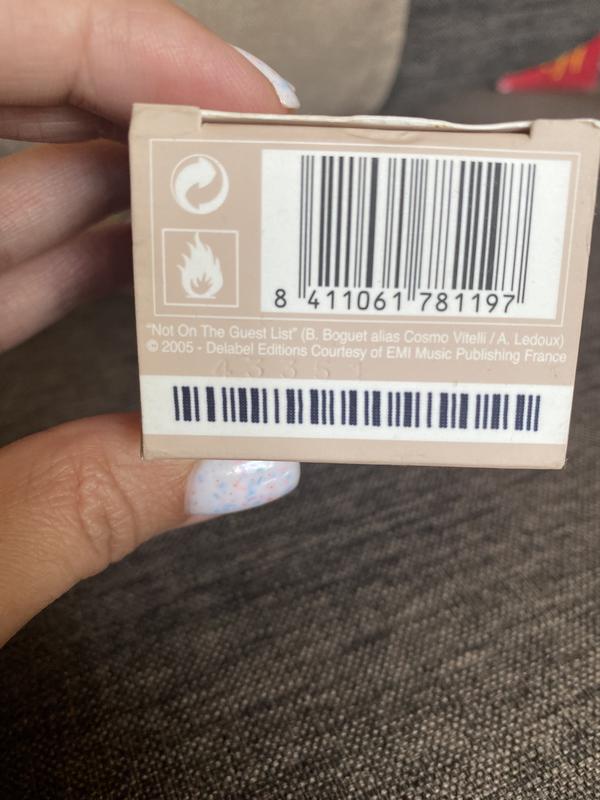 8 411061 781197
"Not On The Guest List" (B. Boguet alias Cosmo Vitelli / A. Ledoux)
© 2005 - Delabel Editions Courtesy of EMI Music Publishing France